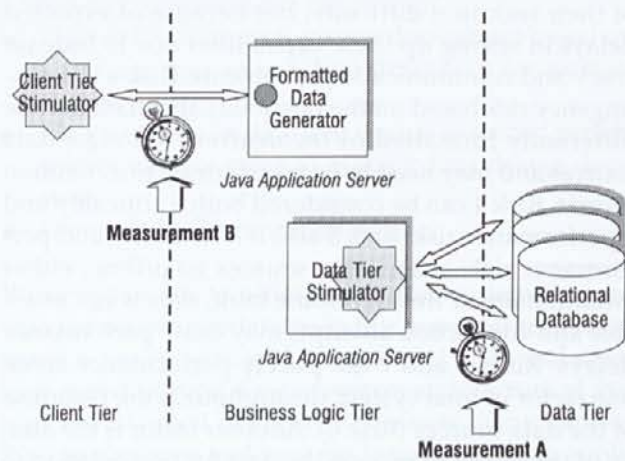 Client Tier
Stimulator
Formatted
Data
Generator
Java Application Server
Measurement B
Data Tier
Stimulator
Relational
Database
Java Application Server
Client Tier
Business Logic Tier
Data Tier
Measurement A